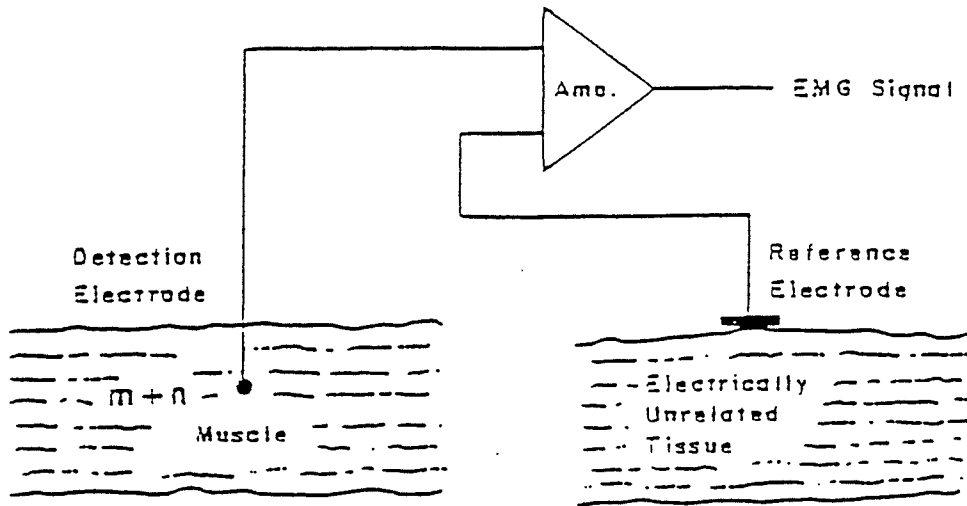 Amp.
EMG Signal
Detection
Electrode
Reference
Electrode
m+n
Muscle
Electrically
Unrelated
Tissue